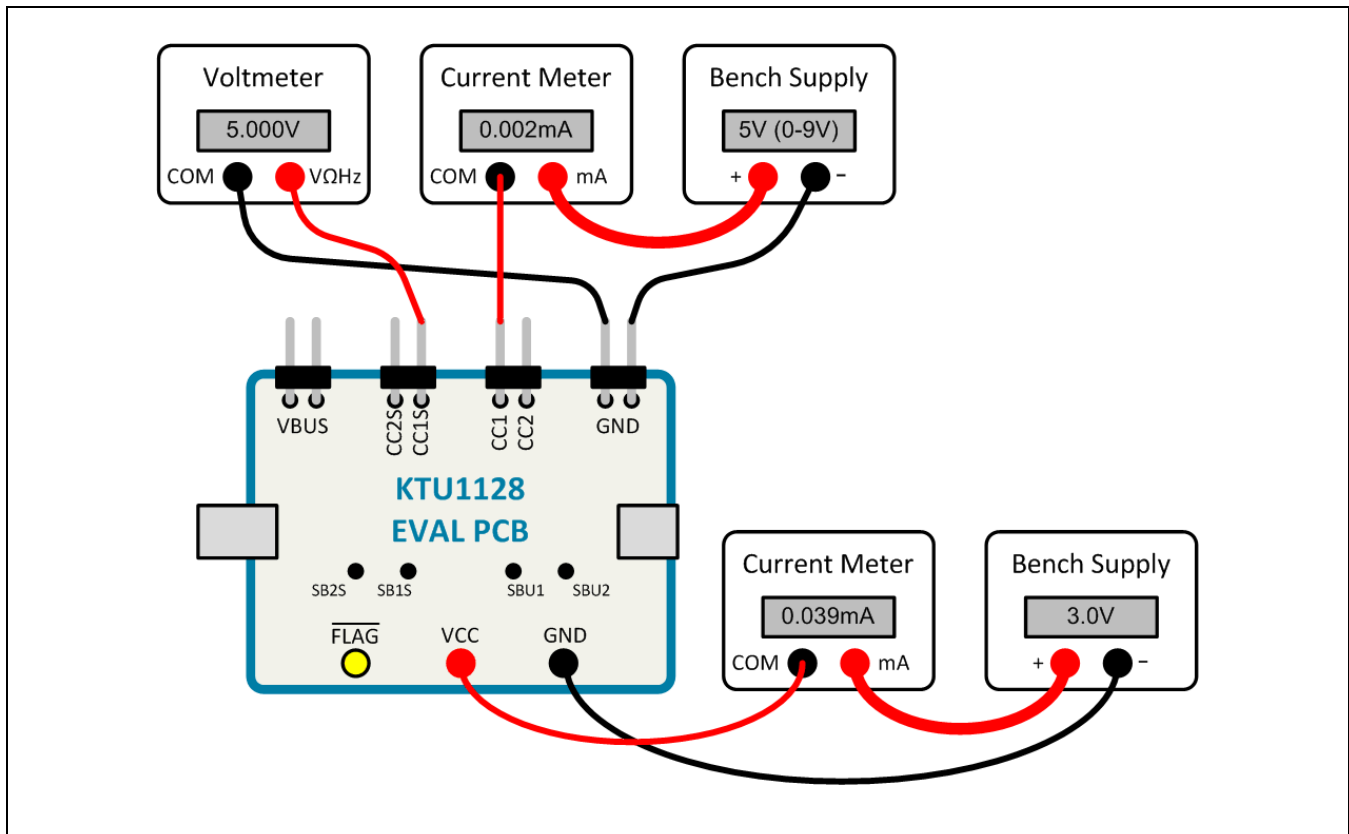 Voltmeter
5.000V
COM VΩHz
Current Meter
0.002mA
COM mA
Bench Supply
5V (0-9V)
+ −
VBUS
CC2S
CC1S
CC1
CC2
GND
KTU1128
EVAL PCB
SB2S SB1S SBU1 SBU2
FLAG VCC GND
Current Meter
0.039mA
COM mA
Bench Supply
3.0V
+ −